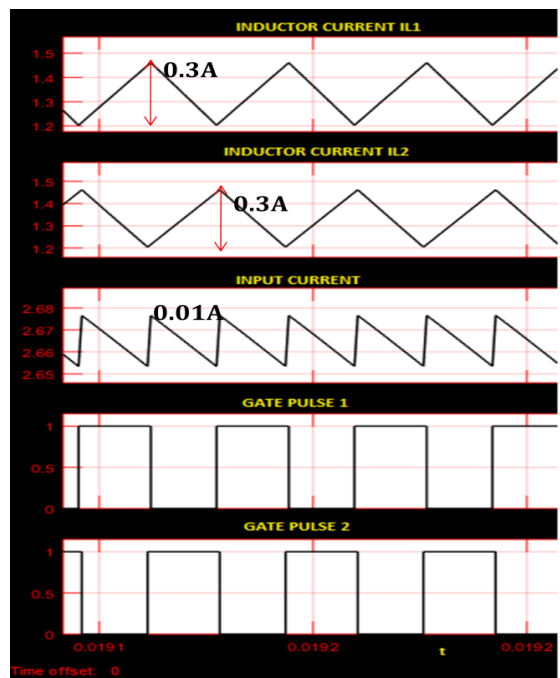 INDUCTOR CURRENT IL1
1.5
0.3A
1.4
1.3
1.2
INDUCTOR CURRENT IL2
1.5
0.3A
1.4
1.3
1.2
INPUT CURRENT
2.68
0.01A
2.67
2.66
2.65
GATE PULSE 1
1
0.5
0
GATE PULSE 2
1
0.5
0
0.0191 0.0192 t 0.0192
Time offset: 0